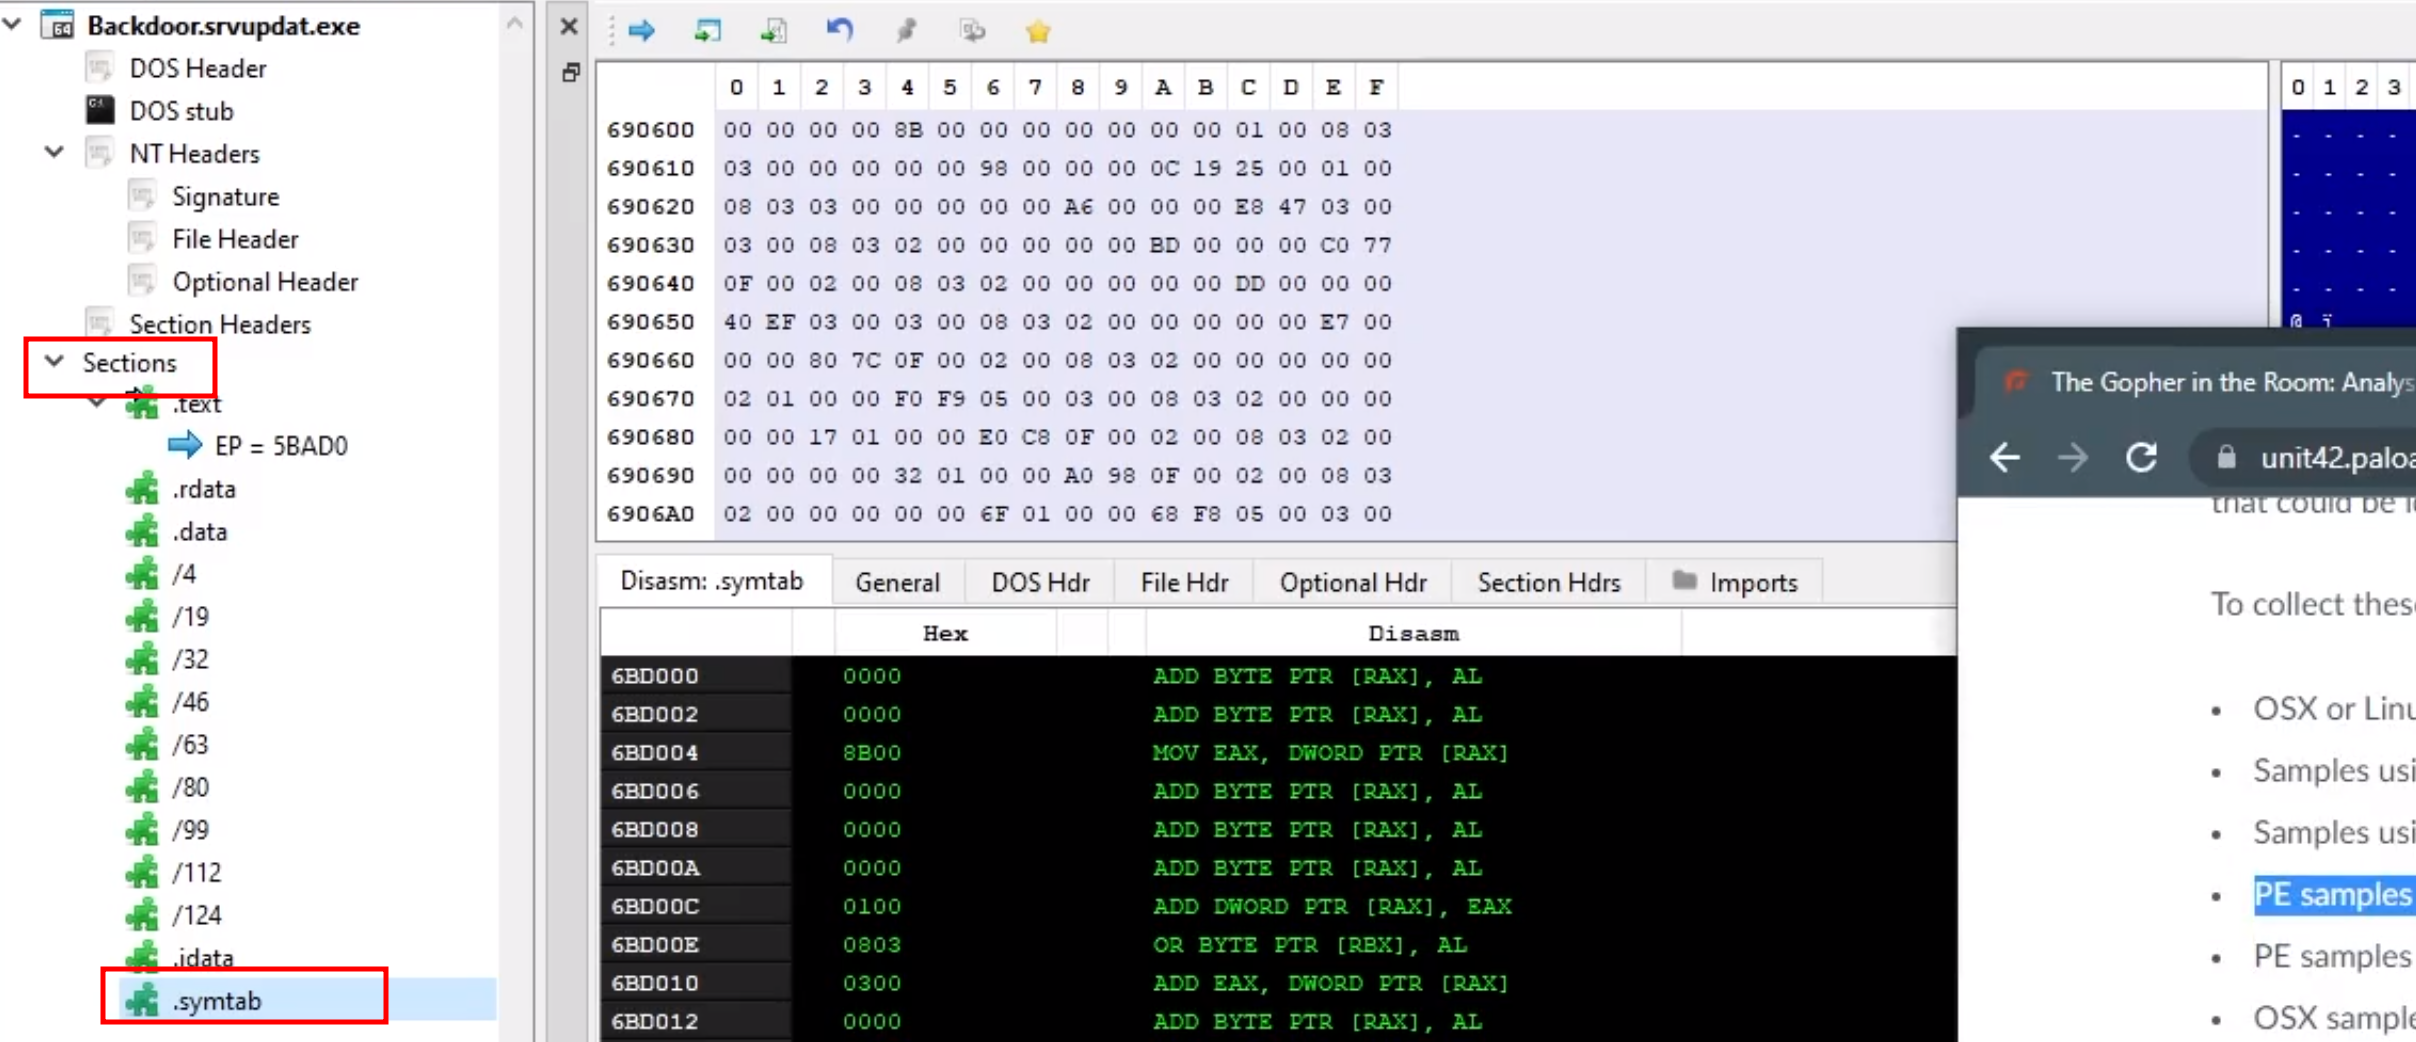 Backdoor.srvupdat.exe
DOS Header
DOS stub
NT Headers
Signature
File Header
Optional Header
Section Headers
Sections
.text
EP = 5BAD0
.rdata
.data
/4
/19
/32
/46
/63
/80
/99
/112
/124
.idata
.symtab
0 1 2 3 4 5 6 7 8 9 A B C D E F
690600 00 00 00 00 8B 00 00 00 00 00 00 00 01 00 08 03
690610 03 00 00 00 00 00 98 00 00 00 0C 19 25 00 01 00
690620 08 03 03 00 00 00 00 00 A6 00 00 00 E8 47 03 00
690630 03 00 08 03 02 00 00 00 00 00 BD 00 00 00 C0 77
690640 0F 00 02 00 08 03 02 00 00 00 00 00 DD 00 00 00
690650 40 EF 03 00 03 00 08 03 02 00 00 00 00 00 E7 00
690660 00 00 80 7C 0F 00 02 00 08 03 02 00 00 00 00 00
690670 02 01 00 00 F0 F9 05 00 03 00 08 03 02 00 00 00
690680 00 00 17 01 00 00 E0 C8 0F 00 02 00 08 03 02 00
690690 00 00 00 00 32 01 00 00 A0 98 0F 00 02 00 08 03
6906A0 02 00 00 00 00 00 6F 01 00 00 68 F8 05 00 03 00
0 1 2 3
. . . .
. . . .
. . . .
. . . .
. . . .
@ ï
Disasm: .symtab General DOS Hdr File Hdr Optional Hdr Section Hdrs Imports
Hex Disasm
6BD000 0000 ADD BYTE PTR [RAX], AL
6BD002 0000 ADD BYTE PTR [RAX], AL
6BD004 8B00 MOV EAX, DWORD PTR [RAX]
6BD006 0000 ADD BYTE PTR [RAX], AL
6BD008 0000 ADD BYTE PTR [RAX], AL
6BD00A 0000 ADD BYTE PTR [RAX], AL
6BD00C 0100 ADD DWORD PTR [RAX], EAX
6BD00E 0803 OR BYTE PTR [RBX], AL
6BD010 0300 ADD EAX, DWORD PTR [RAX]
6BD012 0000 ADD BYTE PTR [RAX], AL
The Gopher in the Room: Analys
unit42.paloa
that could be l
To collect thes
• OSX or Linu
• Samples usi
• Samples usi
• PE samples
• PE samples
• OSX sample